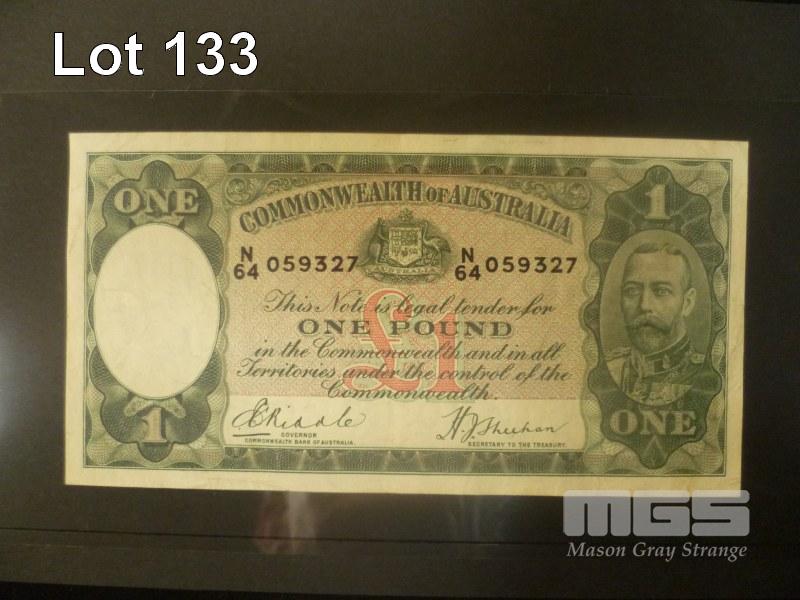 Lot 133
ONE
COMMONWEALTH OF AUSTRALIA
1
N/64 059327 N/64 059327
AUSTRALIA
This Note is legal tender for
ONE POUND
£1
in the Commonwealth and in all
Territories under the control of the
Commonwealth.
1
E C Riddle
H.J. Sheehan
ONE
GOVERNOR
COMMONWEALTH BANK OF AUSTRALIA.
SECRETARY TO THE TREASURY.
MGS
Mason Gray Strange